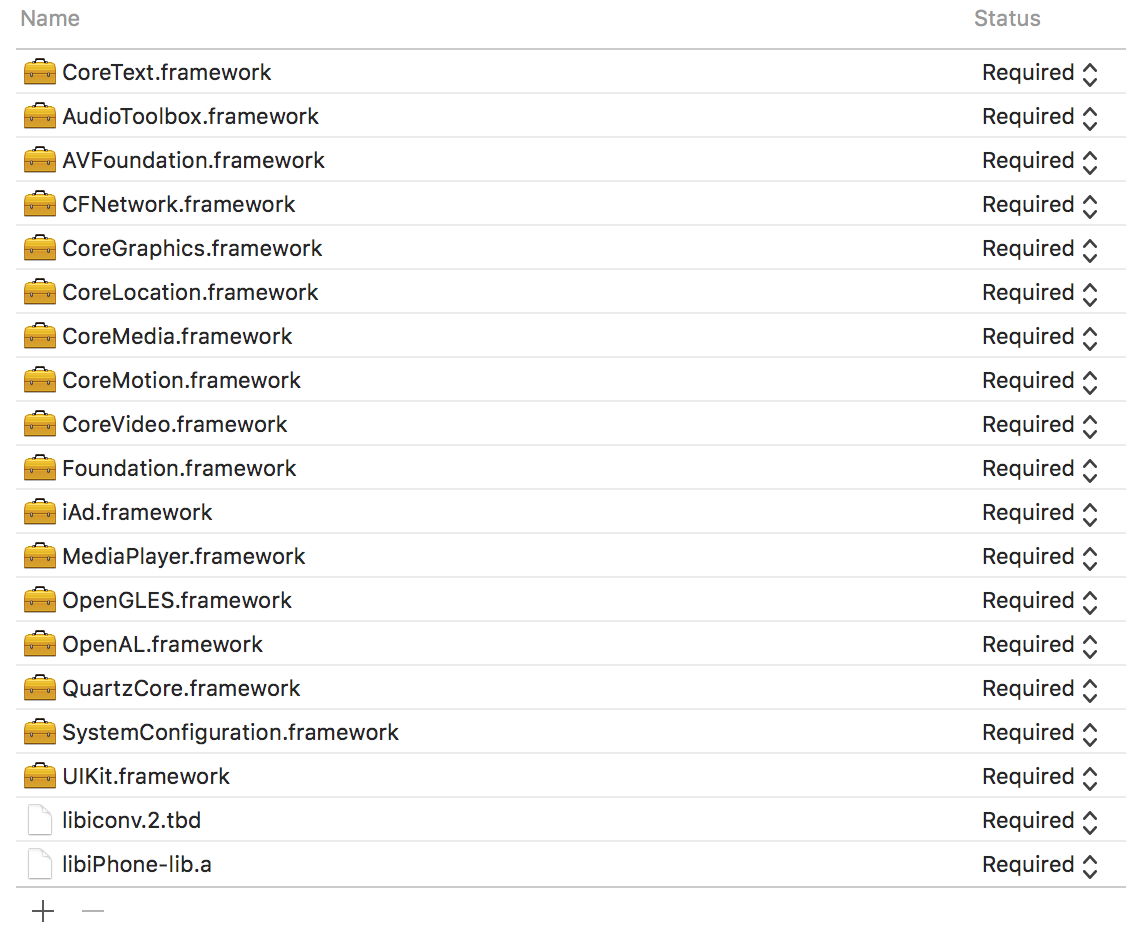 Name Status
CoreText.framework Required
AudioToolbox.framework Required
AVFoundation.framework Required
CFNetwork.framework Required
CoreGraphics.framework Required
CoreLocation.framework Required
CoreMedia.framework Required
CoreMotion.framework Required
CoreVideo.framework Required
Foundation.framework Required
iAd.framework Required
MediaPlayer.framework Required
OpenGLES.framework Required
OpenAL.framework Required
QuartzCore.framework Required
SystemConfiguration.framework Required
UIKit.framework Required
libiconv.2.tbd Required
libiPhone-lib.a Required